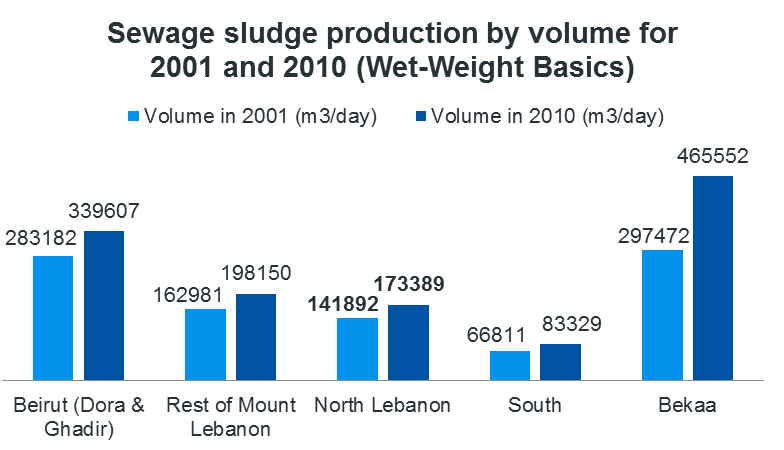 Sewage sludge production by volume for
2001 and 2010 (Wet-Weight Basics)
Volume in 2001 (m3/day) Volume in 2010 (m3/day)
283182 339607
162981 198150
141892 173389
66811 83329
297472 465552
Beirut (Dora &
Ghadir)
Rest of Mount
Lebanon
North Lebanon
South
Bekaa